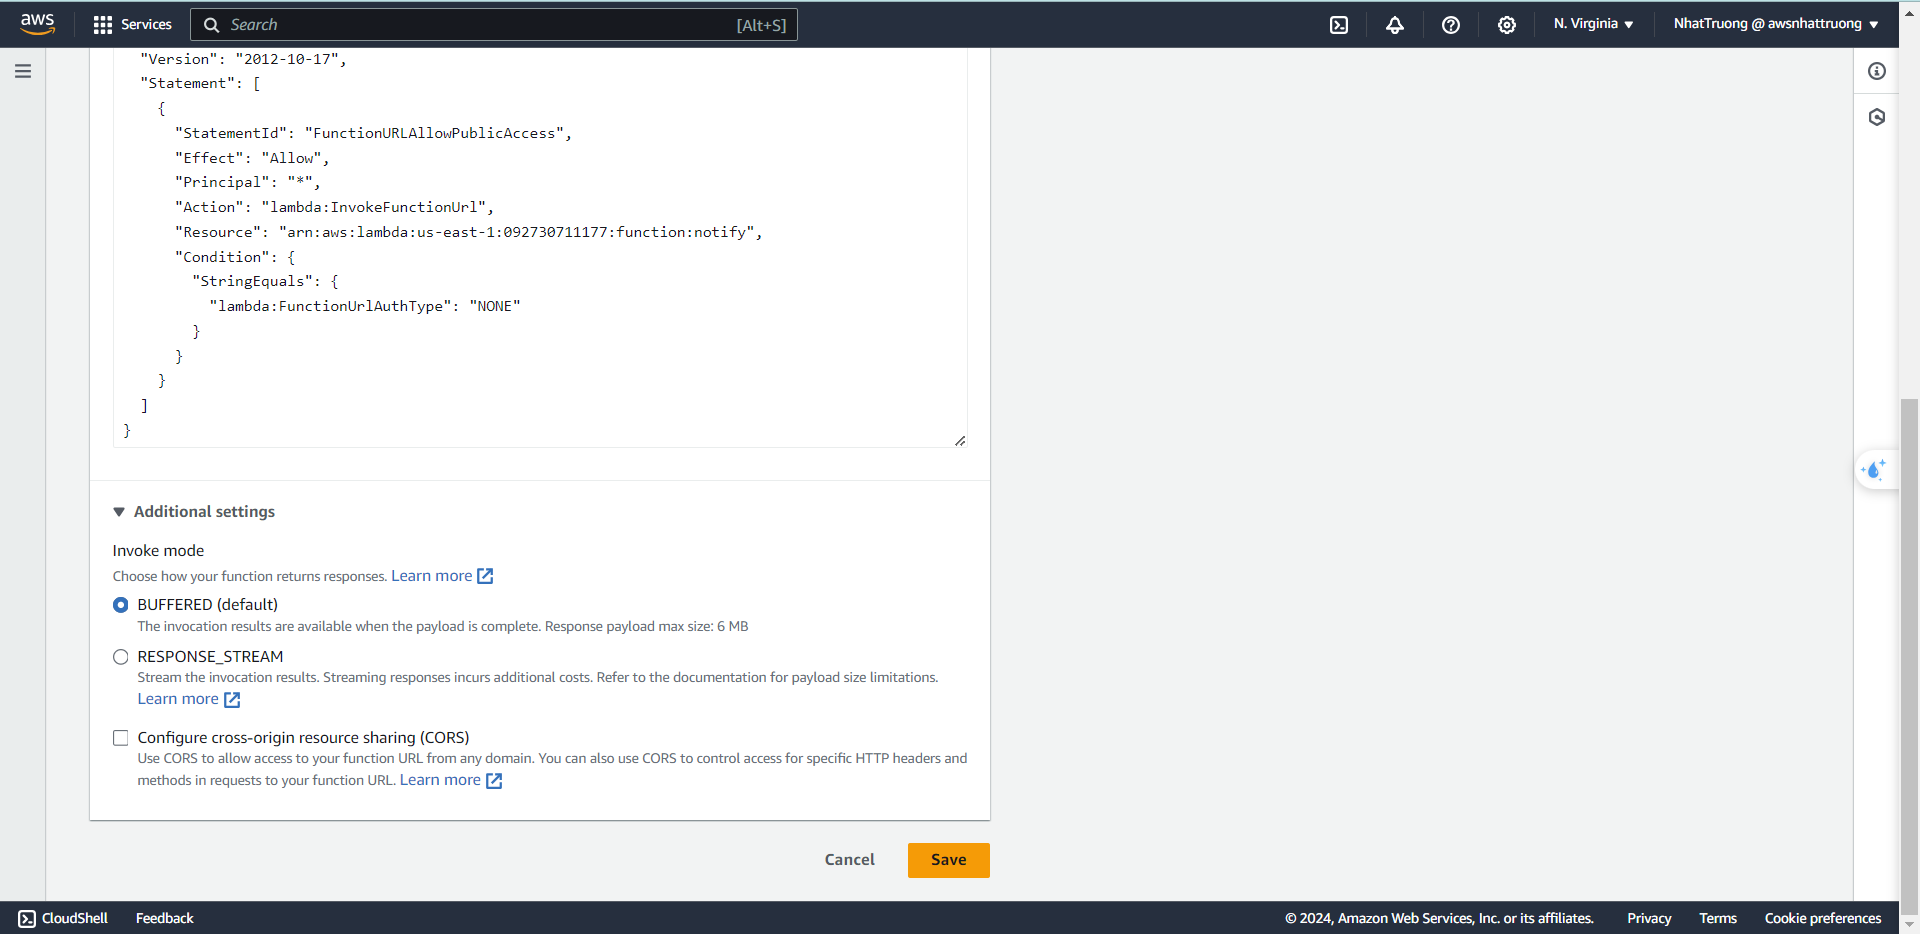 aws Services Search [Alt+S] N. Virginia NhatTruong @ awsnhattruong
"Version": "2012-10-17",
"Statement": [
{
"StatementId": "FunctionURLAllowPublicAccess",
"Effect": "Allow",
"Principal": "*",
"Action": "lambda:InvokeFunctionUrl",
"Resource": "arn:aws:lambda:us-east-1:092730711177:function:notify",
"Condition": {
"StringEquals": {
"lambda:FunctionUrlAuthType": "NONE"
}
}
}
]
}
Additional settings
Invoke mode
Choose how your function returns responses. Learn more
BUFFERED (default)
The invocation results are available when the payload is complete. Response payload max size: 6 MB
RESPONSE_STREAM
Stream the invocation results. Streaming responses incurs additional costs. Refer to the documentation for payload size limitations.
Learn more
Configure cross-origin resource sharing (CORS)
Use CORS to allow access to your function URL from any domain. You can also use CORS to control access for specific HTTP headers and
methods in requests to your function URL. Learn more
Cancel Save
CloudShell Feedback © 2024, Amazon Web Services, Inc. or its affiliates. Privacy Terms Cookie preferences